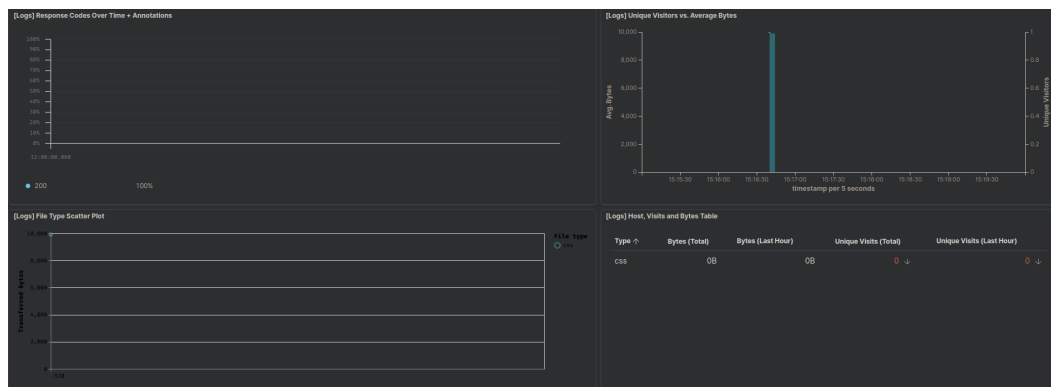 [Logs] Response Codes Over Time + Annotations
100%
90%
80%
70%
60%
50%
40%
30%
20%
10%
0%
12:00:00.000
200 100%
[Logs] Unique Visitors vs. Average Bytes
10,000
8,000
6,000
4,000
2,000
0
Avg. Bytes
1
0.8
0.6
0.4
0.2
0
Unique Visitors
15:15:30 15:16:00 15:16:30 15:17:00 15:17:30 15:18:00 15:18:30 15:19:00 15:19:30
timestamp per 5 seconds
[Logs] File Type Scatter Plot
10,000
8,000
6,000
4,000
2,000
0
Transferred bytes
File type
css
[Logs] Host, Visits and Bytes Table
Type ↑ Bytes (Total) Bytes (Last Hour) Unique Visits (Total) Unique Visits (Last Hour)
css 0B 0B 0 ↓ 0 ↓